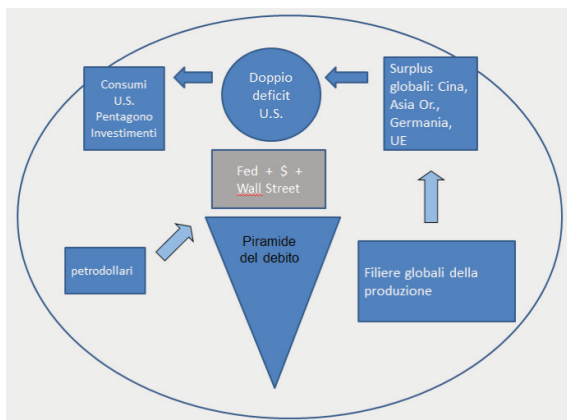 Consumi
U.S.
Pentagono
Investimenti
Doppio
deficit
U.S.
Surplus
globali: Cina,
Asia Or.,
Germania,
UE
Fed + $ +
Wall Street
Piramide
del debito
petrodollari
Filiere globali della
produzione